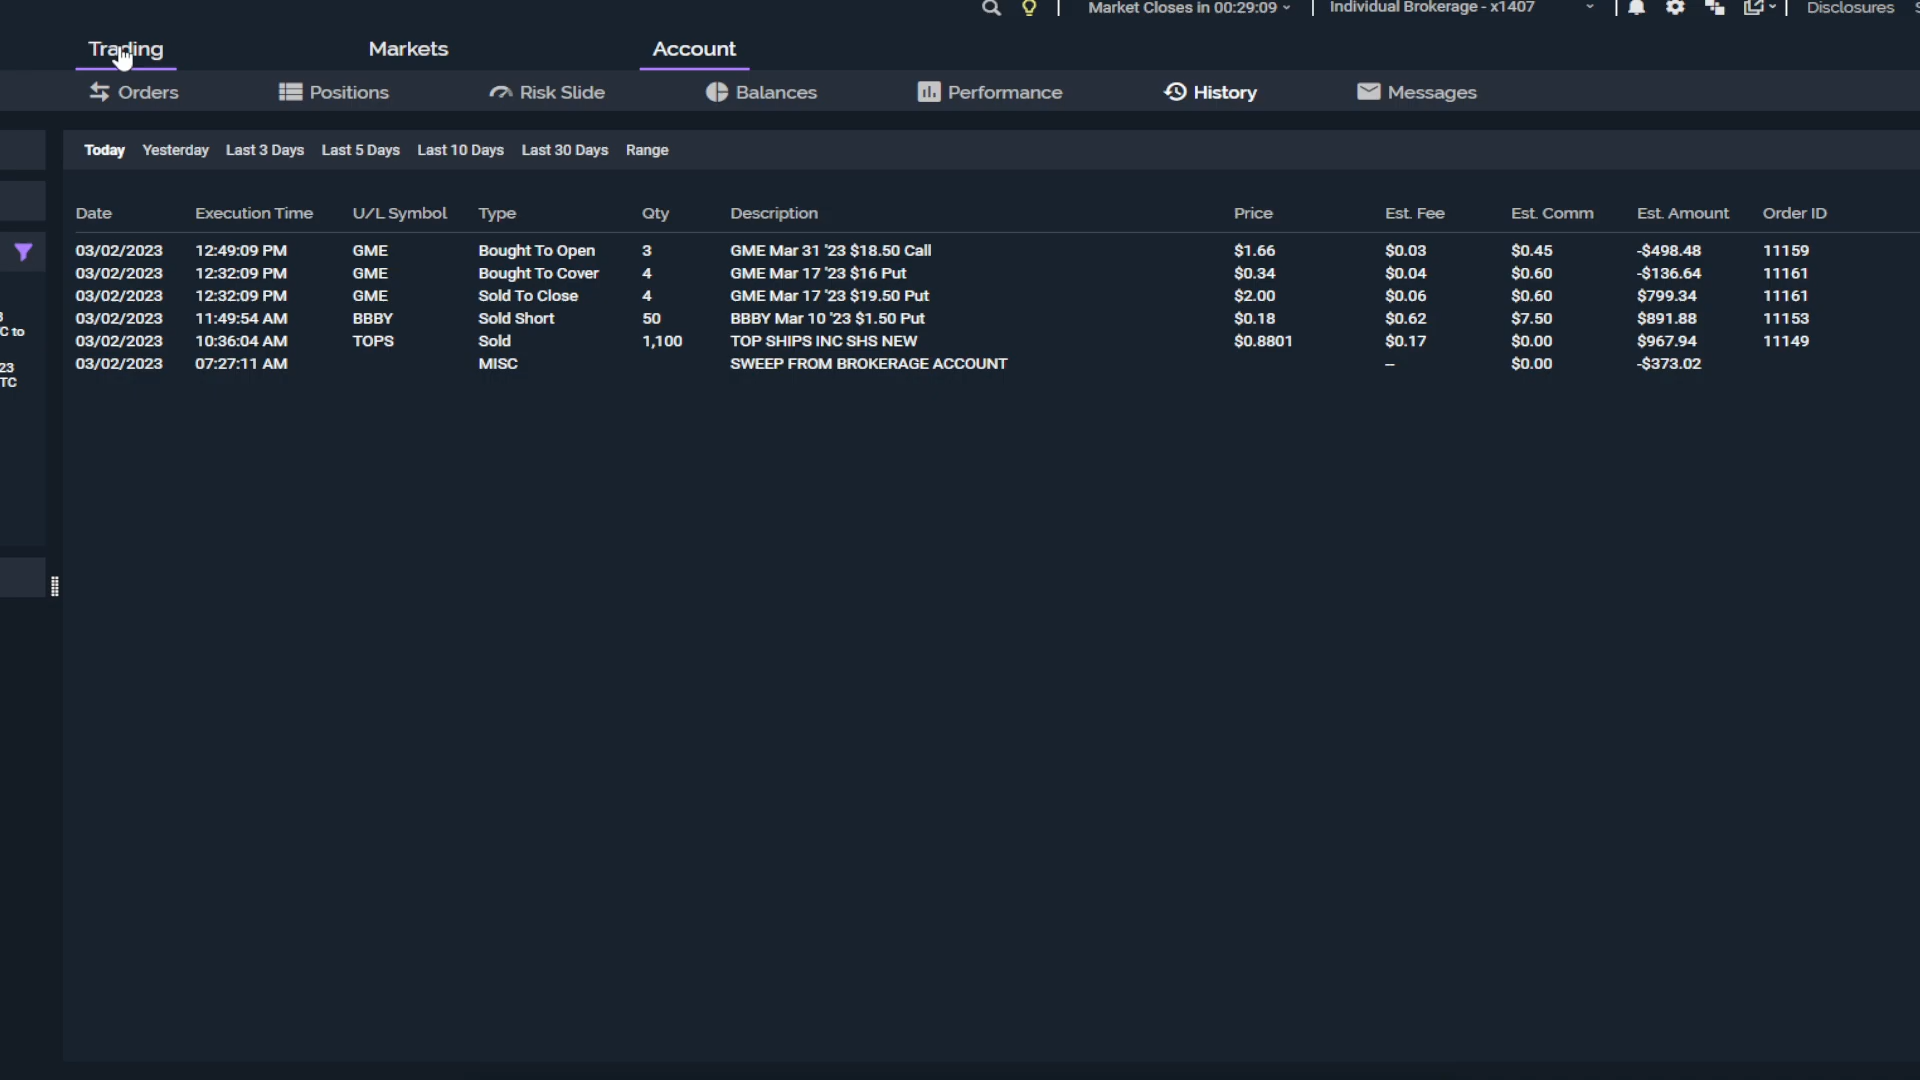 Market Closes in 00:29:09 Individual Brokerage - x1407 Disclosures
Trading Markets Account
Orders Positions Risk Slide Balances Performance History Messages
Today Yesterday Last 3 Days Last 5 Days Last 10 Days Last 30 Days Range
Date Execution Time U/L Symbol Type Qty Description Price Est. Fee Est. Comm Est. Amount Order ID
03/02/2023 12:49:09 PM GME Bought To Open 3 GME Mar 31 '23 $18.50 Call $1.66 $0.03 $0.45 -$498.48 11159
03/02/2023 12:32:09 PM GME Bought To Cover 4 GME Mar 17 '23 $16 Put $0.34 $0.04 $0.60 -$136.64 11161
03/02/2023 12:32:09 PM GME Sold To Close 4 GME Mar 17 '23 $19.50 Put $2.00 $0.06 $0.60 $799.34 11161
03/02/2023 11:49:54 AM BBBY Sold Short 50 BBBY Mar 10 '23 $1.50 Put $0.18 $0.62 $7.50 $891.88 11153
03/02/2023 10:36:04 AM TOPS Sold 1,100 TOP SHIPS INC SHS NEW $0.8801 $0.17 $0.00 $967.94 11149
03/02/2023 07:27:11 AM MISC SWEEP FROM BROKERAGE ACCOUNT – $0.00 -$373.02
C to
23
TC